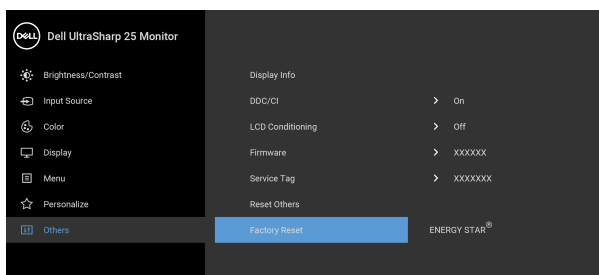 DELL Dell UltraSharp 25 Monitor
Brightness/Contrast Display Info
Input Source DDC/CI On
Color LCD Conditioning Off
Display Firmware XXXXXX
Menu Service Tag XXXXXXX
Personalize Reset Others
Others Factory Reset ENERGY STAR®